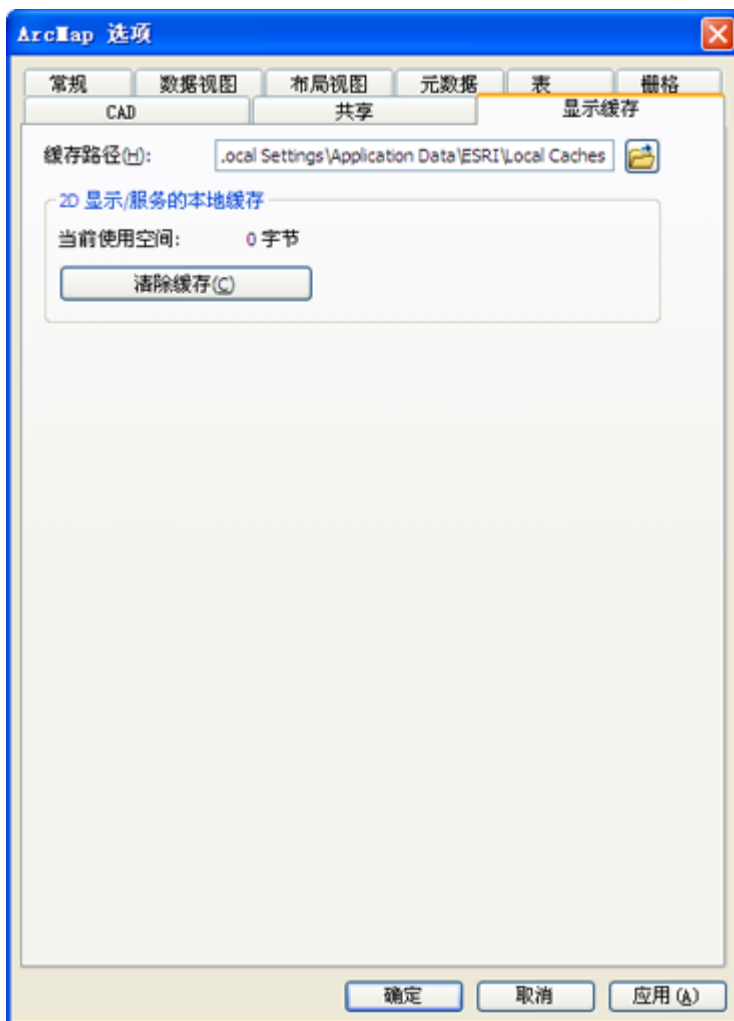 ArcMap 选项
常规 数据视图 布局视图 元数据 表 栅格
CAD 共享 显示缓存
缓存路径(H): .ocal Settings\Application Data\ESRI\Local Caches
2D 显示/服务的本地缓存
当前使用空间: 0 字节
清除缓存(C)
确定 取消 应用(A)